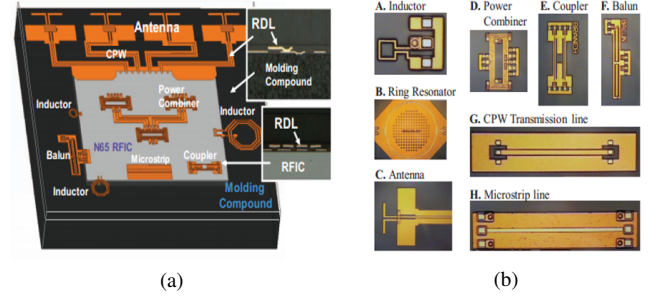 Antenna
RDL
CPW
Molding
Compound
Inductor
Power
Combiner
Inductor
RDL
N65 RFIC
Balun
Microstrip
Coupler
RFIC
Inductor
Molding
Compound
(a)
A. Inductor
D. Power
Combiner
E. Coupler
F. Balun
B. Ring Resonator
G. CPW Transmission line
C. Antenna
H. Microstrip line
(b)